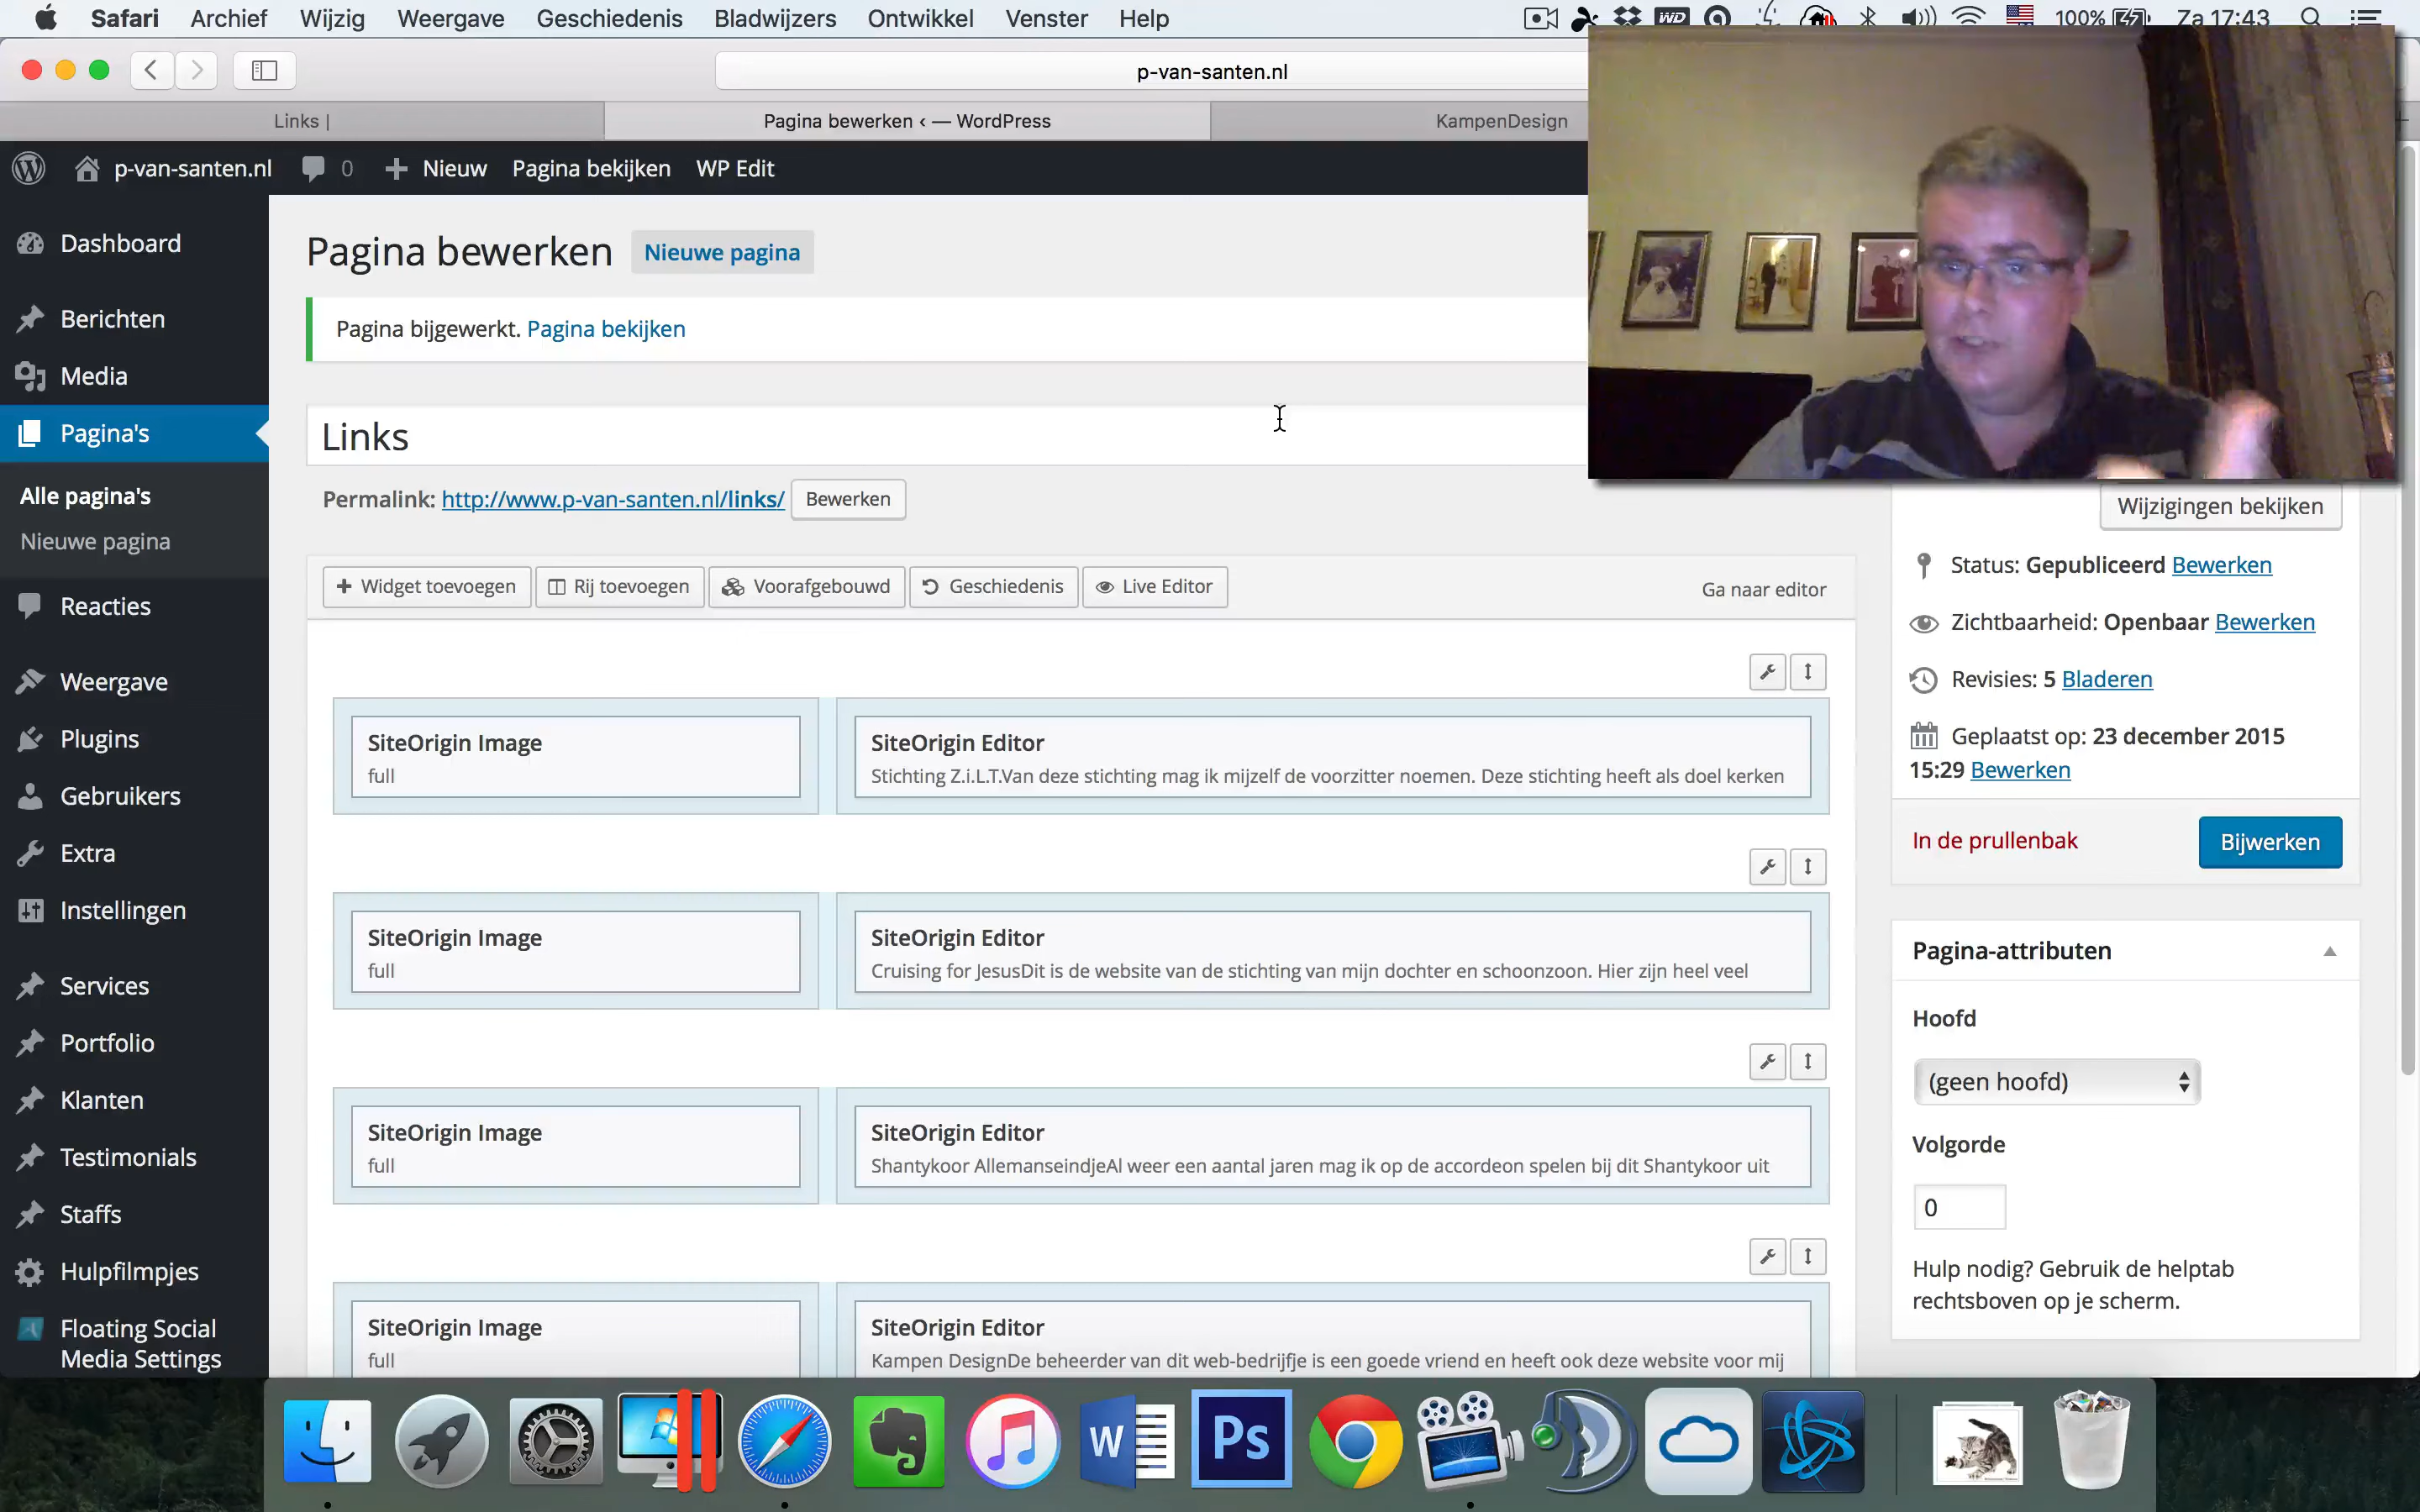 Safari Archief Wijzig Weergave Geschiedenis Bladwijzers Ontwikkel Venster Help
WD 100% Za 17:43
p-van-santen.nl
Links |
Pagina bewerken ‹ — WordPress
KampenDesign
p-van-santen.nl 0 Nieuw Pagina bekijken WP Edit
Dashboard
Berichten
Media
Pagina's
Alle pagina's
Nieuwe pagina
Reacties
Weergave
Plugins
Gebruikers
Extra
Instellingen
Services
Portfolio
Klanten
Testimonials
Staffs
Hulpfilmpjes
Floating Social
Media Settings
Pagina bewerken Nieuwe pagina
Pagina bijgewerkt. Pagina bekijken
Links
Permalink: http://www.p-van-santen.nl/links/ Bewerken
Widget toevoegen Rij toevoegen Voorafgebouwd Geschiedenis Live Editor Ga naar editor
SiteOrigin Image
full
SiteOrigin Editor
Stichting Z.i.L.T.Van deze stichting mag ik mijzelf de voorzitter noemen. Deze stichting heeft als doel kerken
SiteOrigin Image
full
SiteOrigin Editor
Cruising for JesusDit is de website van de stichting van mijn dochter en schoonzoon. Hier zijn heel veel
SiteOrigin Image
full
SiteOrigin Editor
Shantykoor AllemanseindjeAl weer een aantal jaren mag ik op de accordeon spelen bij dit Shantykoor uit
SiteOrigin Image
full
SiteOrigin Editor
Kampen DesignDe beheerder van dit web-bedrijfje is een goede vriend en heeft ook deze website voor mij
Wijzigingen bekijken
Status: Gepubliceerd Bewerken
Zichtbaarheid: Openbaar Bewerken
Revisies: 5 Bladeren
Geplaatst op: 23 december 2015
15:29 Bewerken
In de prullenbak
Bijwerken
Pagina-attributen
Hoofd
(geen hoofd)
Volgorde
0
Hulp nodig? Gebruik de helptab
rechtsboven op je scherm.
W
Ps